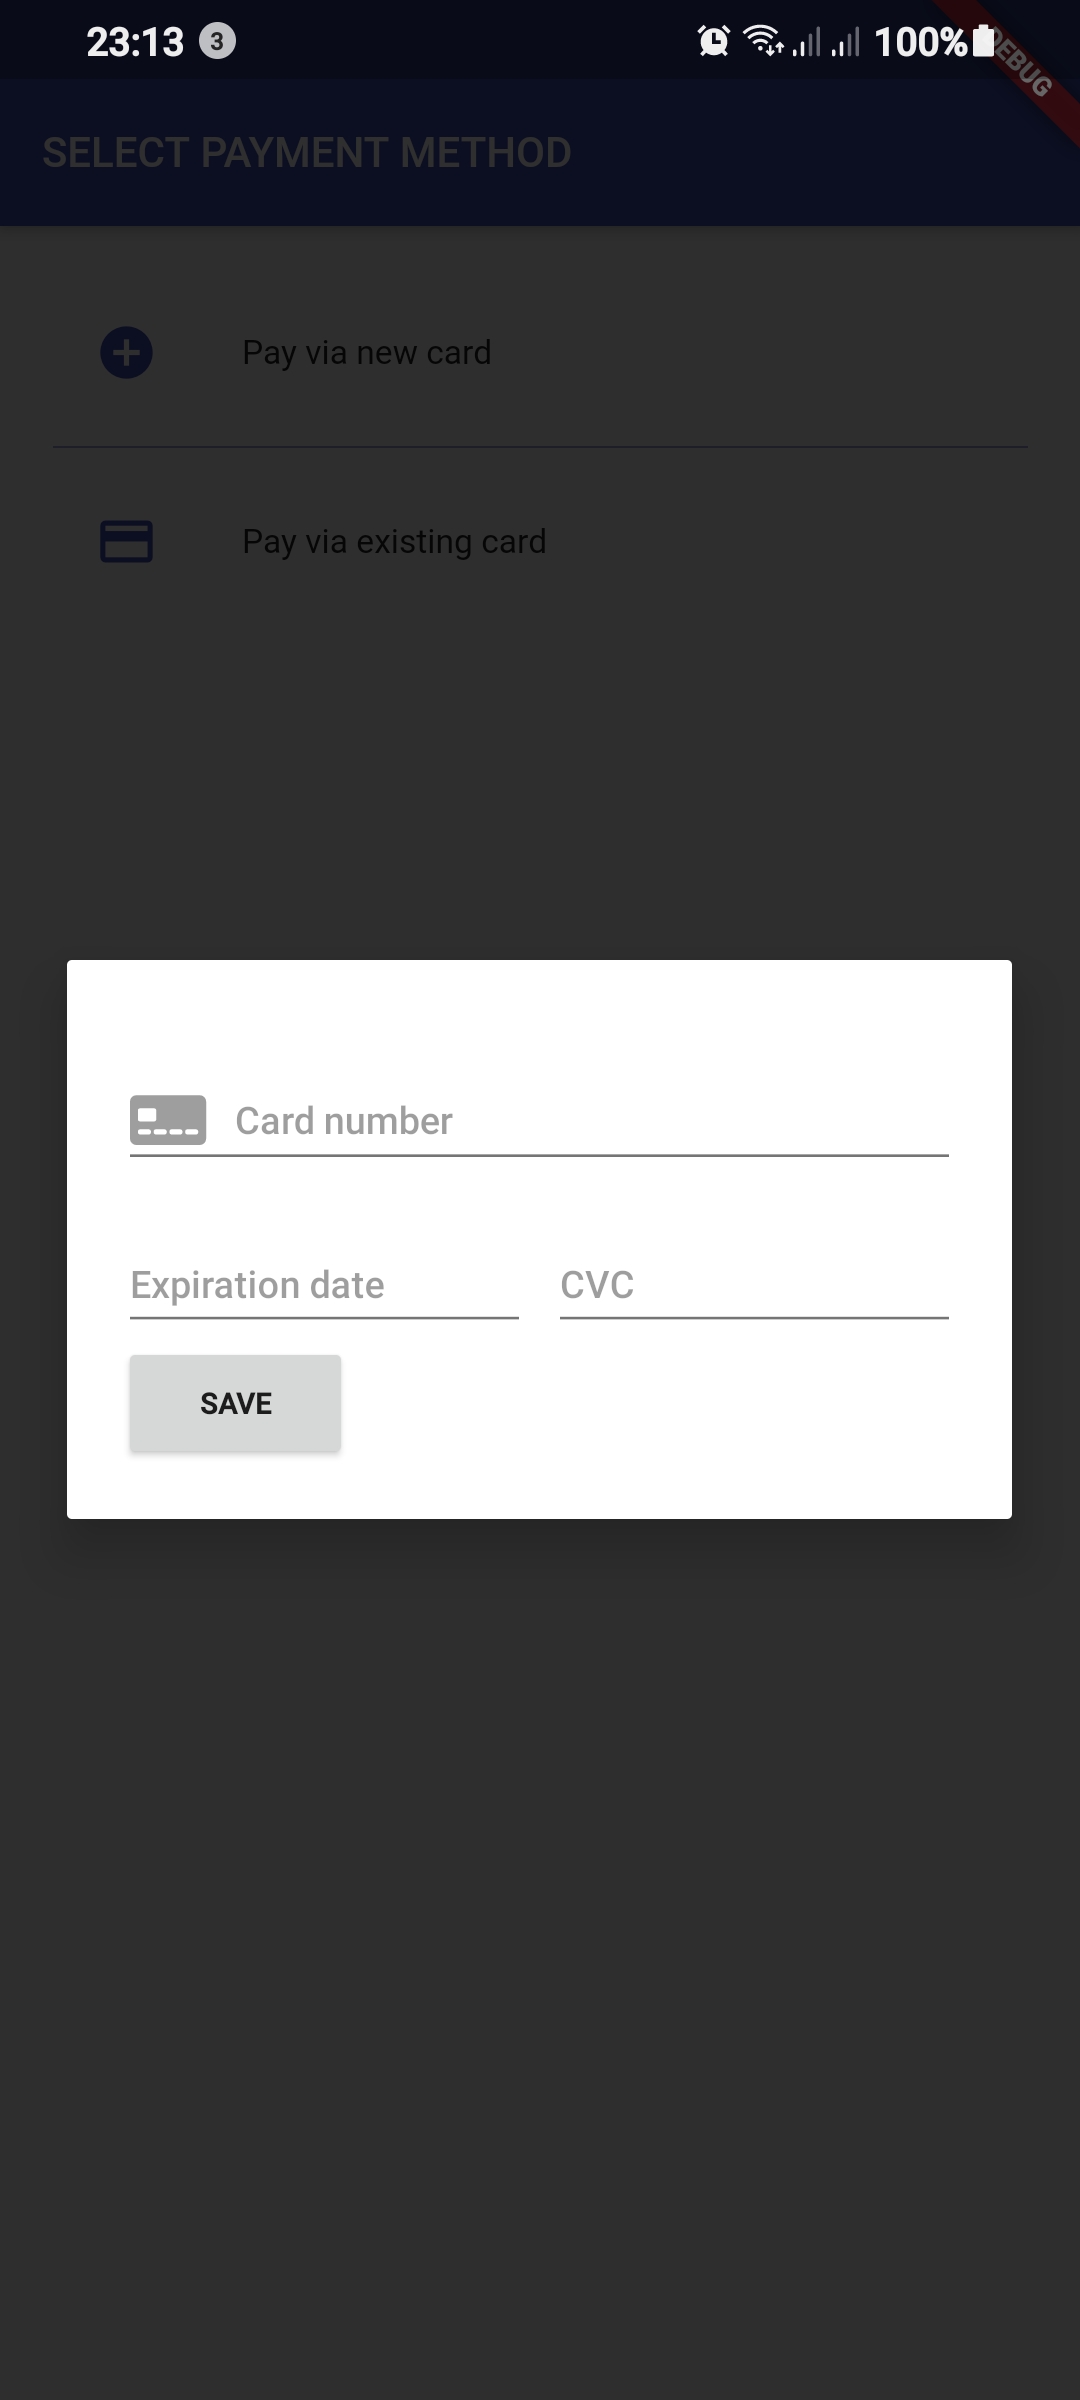 23:13 3 100%
DEBUG
SELECT PAYMENT METHOD
Pay via new card
Pay via existing card
Card number
Expiration date CVC
SAVE